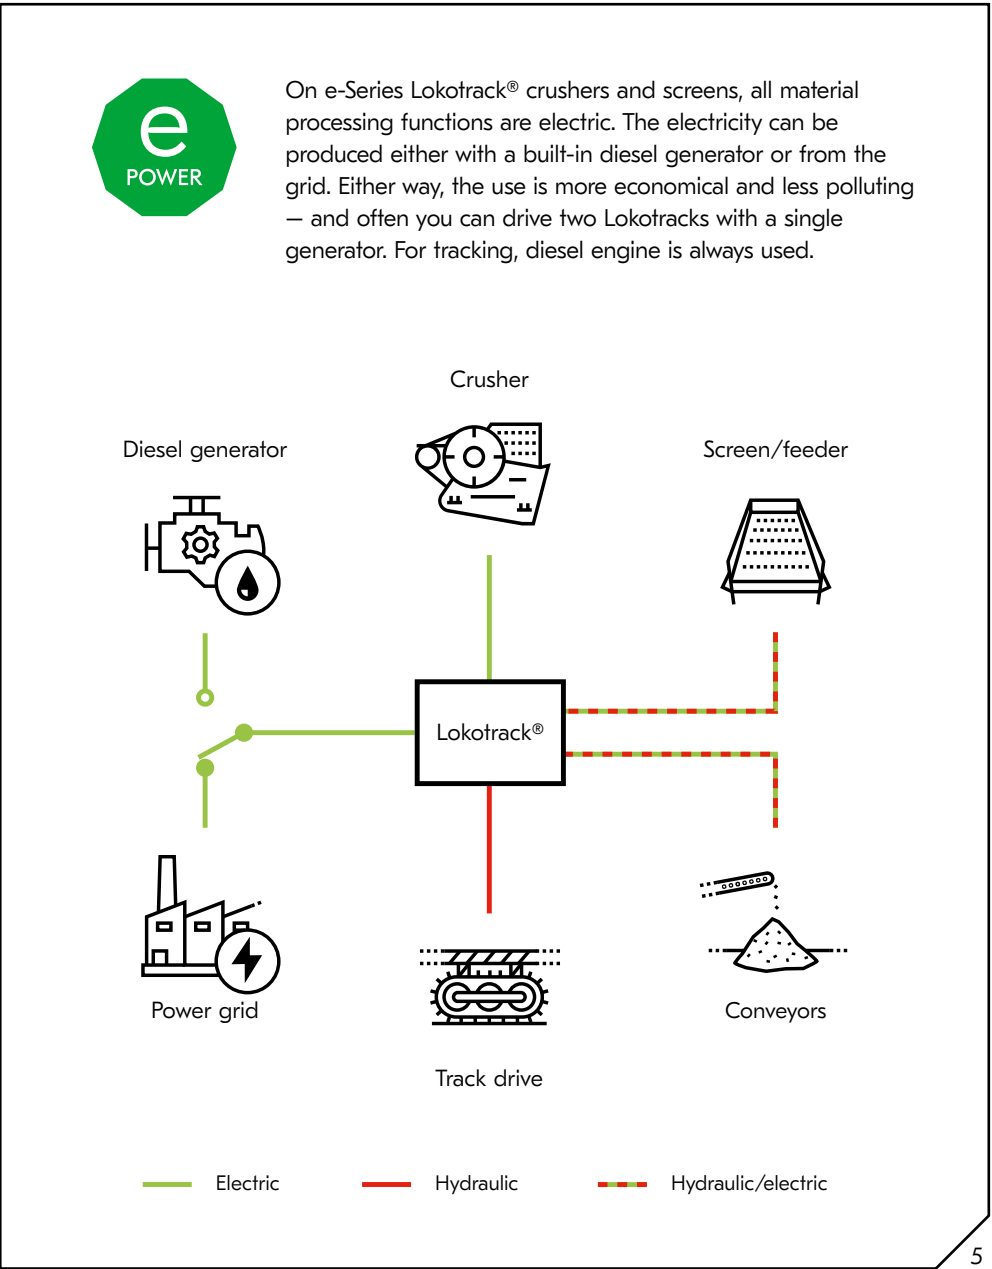 e
POWER
On e-Series Lokotrack® crushers and screens, all material
processing functions are electric. The electricity can be
produced either with a built-in diesel generator or from the
grid. Either way, the use is more economical and less polluting
– and often you can drive two Lokotracks with a single
generator. For tracking, diesel engine is always used.
Crusher
Diesel generator
Screen/feeder
Lokotrack®
Power grid
Conveyors
Track drive
Electric
Hydraulic
Hydraulic/electric
5